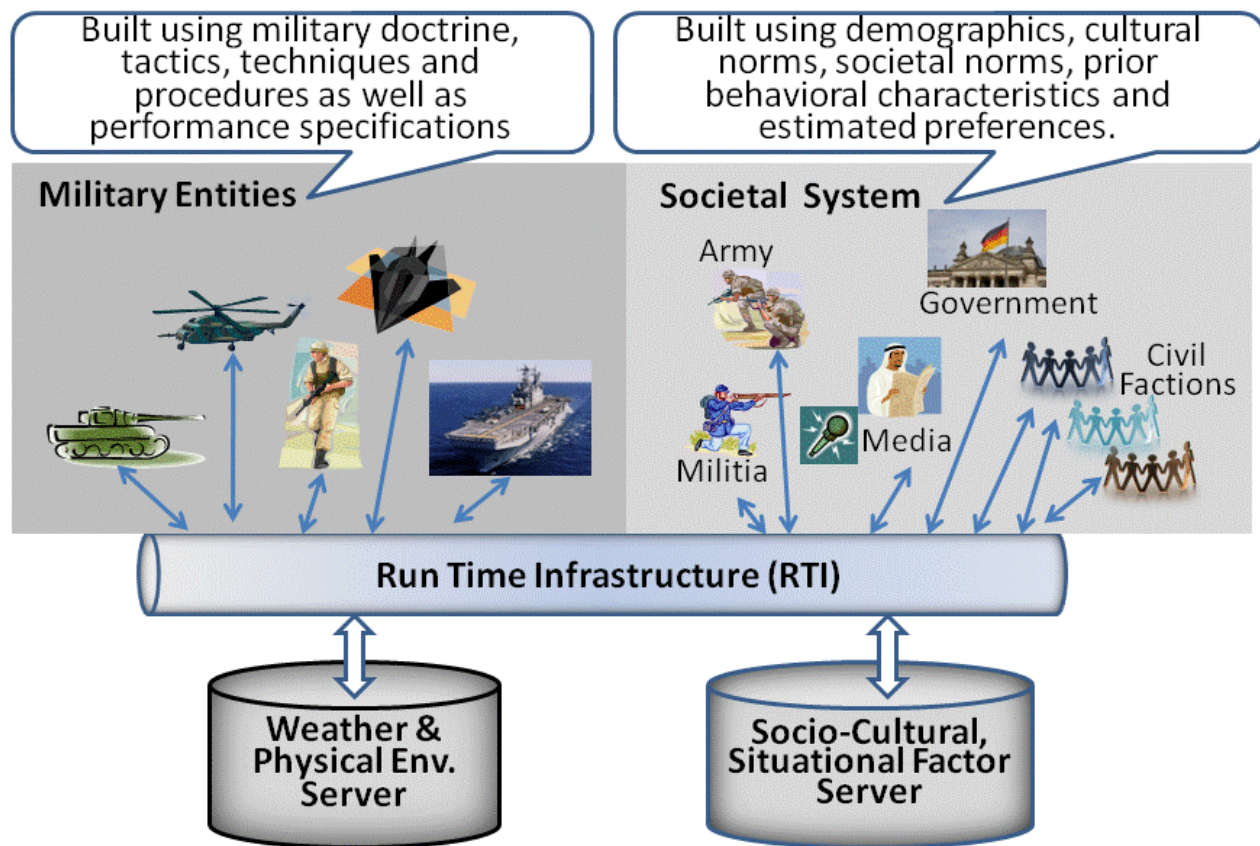 Built using military doctrine,
tactics, techniques and
procedures as well as
performance specifications
Built using demographics, cultural
norms, societal norms, prior
behavioral characteristics and
estimated preferences.
Military Entities
Societal System
Army
Government
Civil
Factions
Media
Militia
Run Time Infrastructure (RTI)
Weather &
Physical Env.
Server
Socio-Cultural,
Situational Factor
Server